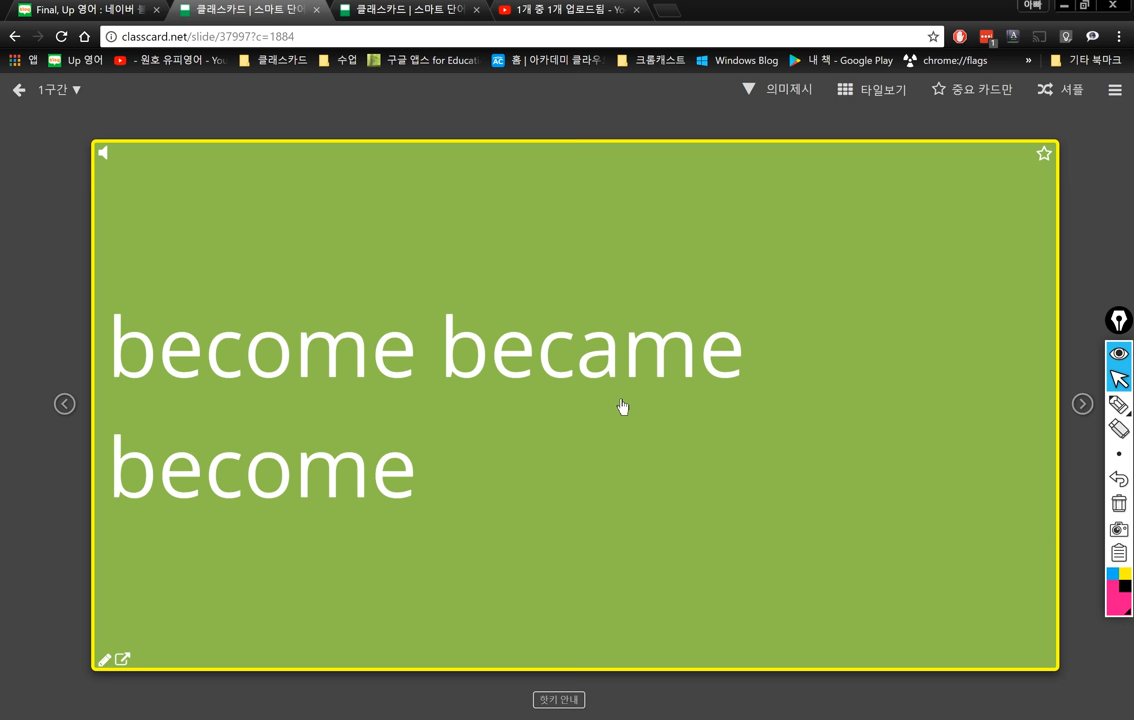 Final, Up 영어 : 네이버 블
클래스카드 | 스마트 단어
클래스카드 | 스마트 단어
1개 중 1개 업로드됨 - Yo
아빠
classcard.net/slide/37997?c=1884
앱
Up 영어
- 원호 유피영어 - You
클래스카드
수업
구글 앱스 for Educati
홈 | 아카데미 클라우
크롬캐스트
Windows Blog
내 책 - Google Play
chrome://flags
»
기타 북마크
1구간 ▼
의미제시
타일보기
중요 카드만
셔플
become became
become
핫키 안내